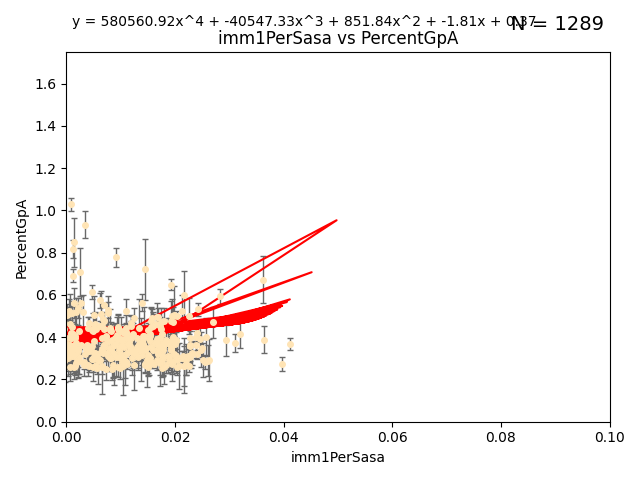 y = 580560.92x^4 + -40547.33x^3 + 851.84x^2 + -1.81x + 0.37
N = 1289
imm1PerSasa vs PercentGpA
1.6
1.4
1.2
1.0
0.8
0.6
0.4
0.2
0.0
PercentGpA
0.00 0.02 0.04 0.06 0.08 0.10
imm1PerSasa